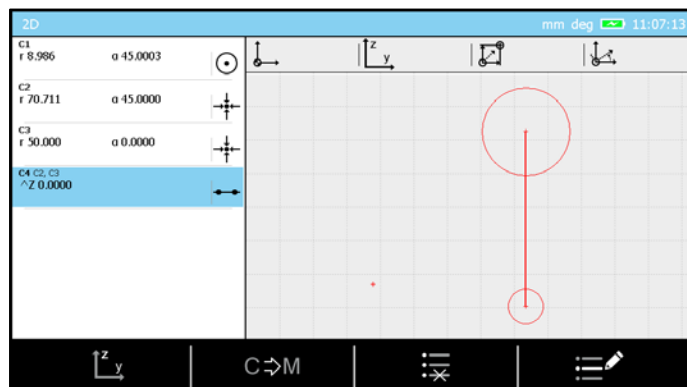 2D mm deg 11:07:13
C1
r 8.986 α 45.0003
C2
r 70.711 α 45.0000
C3
r 50.000 α 0.0000
C4 C2, C3
^Z 0.0000
z
y
z
y
C⇨M